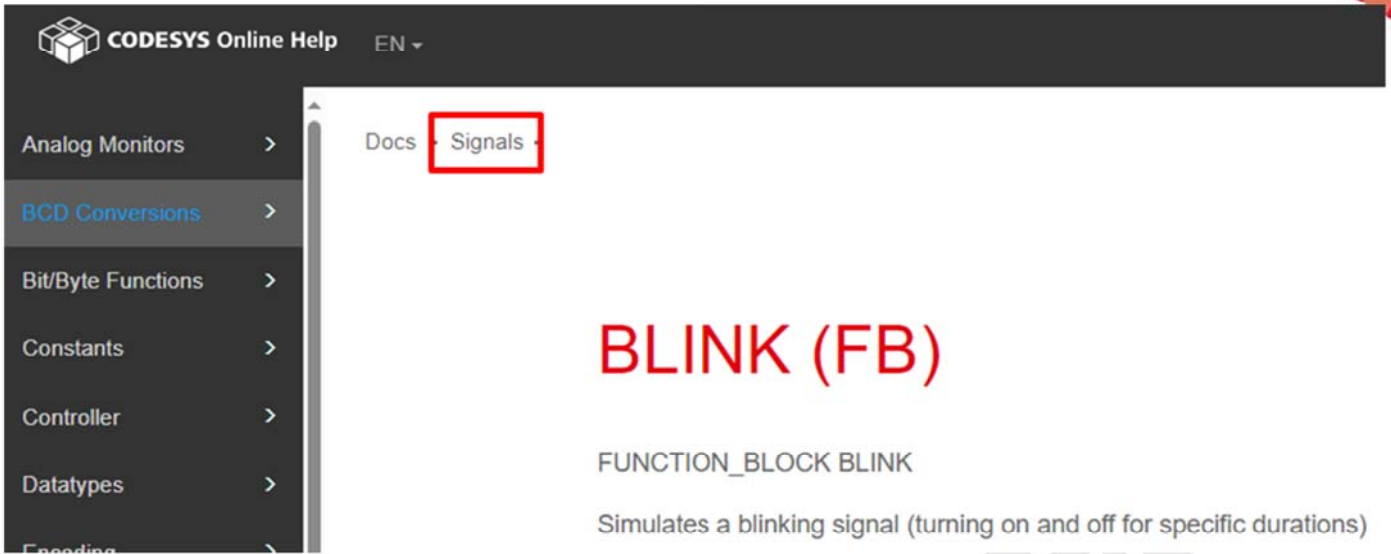 CODESYS Online Help EN
Analog Monitors
BCD Conversions
Bit/Byte Functions
Constants
Controller
Datatypes
Encoding
Docs · Signals ·
BLINK (FB)
FUNCTION_BLOCK BLINK
Simulates a blinking signal (turning on and off for specific durations)